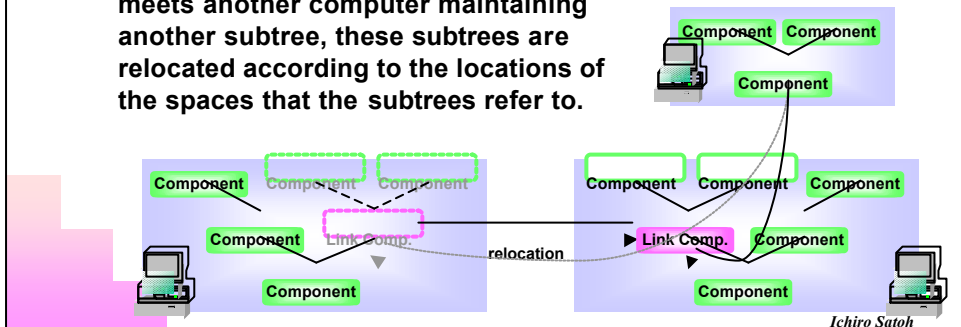 meets another computer maintaining
another subtree, these subtrees are
relocated according to the locations of
the spaces that the subtrees refer to.
Component Component
Component
Component Component Component
Component Link Comp.
Component
relocation
Component Component Component
Link Comp. Component
Component
Ichiro Satoh